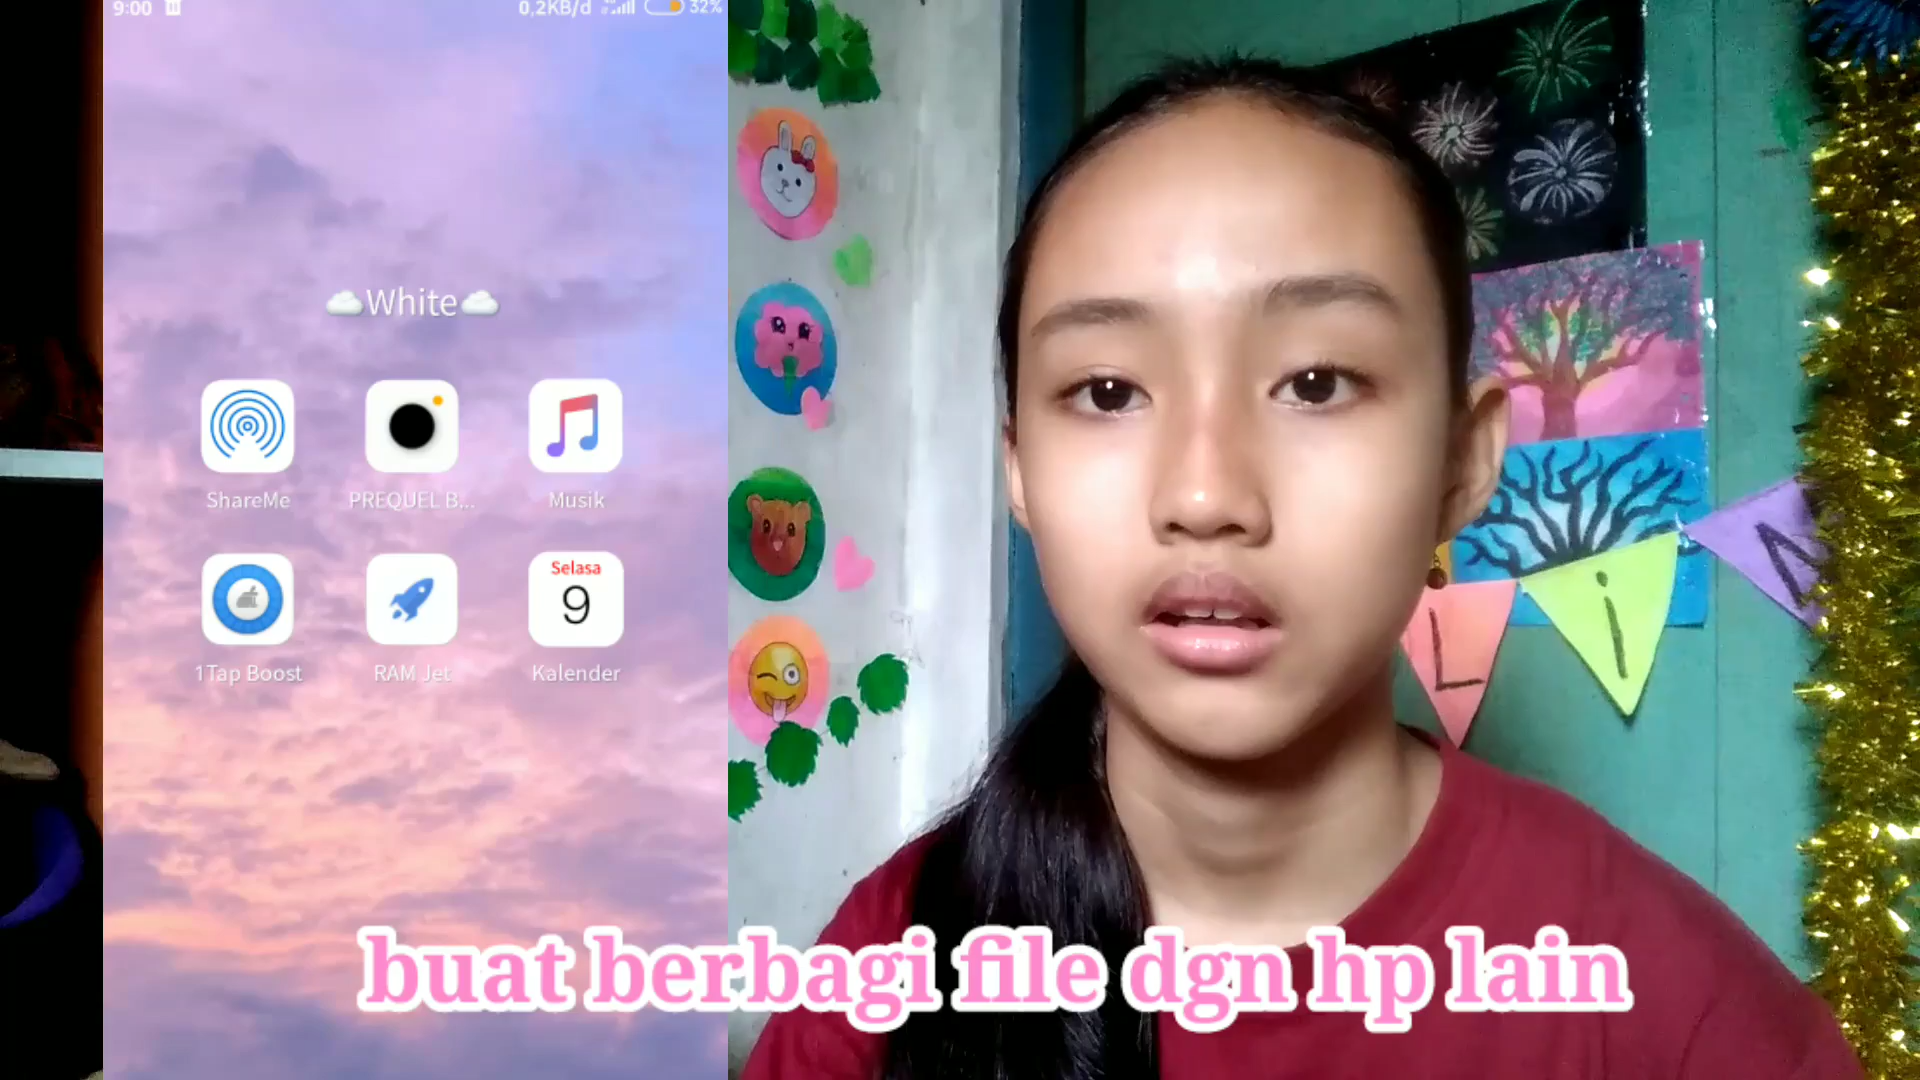 9:00
0,2KB/d
32%
☁️White☁️
ShareMe
PREQUEL B...
Musik
Selasa
9
1Tap Boost
RAM Jet
Kalender
L
i
N
buat berbagi file dgn hp lain